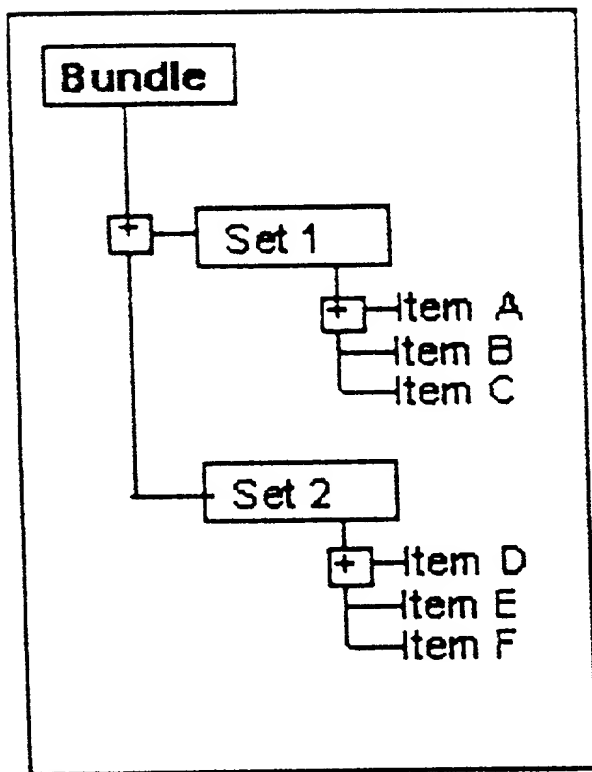 Bundle
+
Set 1
+
Item A
Item B
Item C
Set 2
+
Item D
Item E
Item F